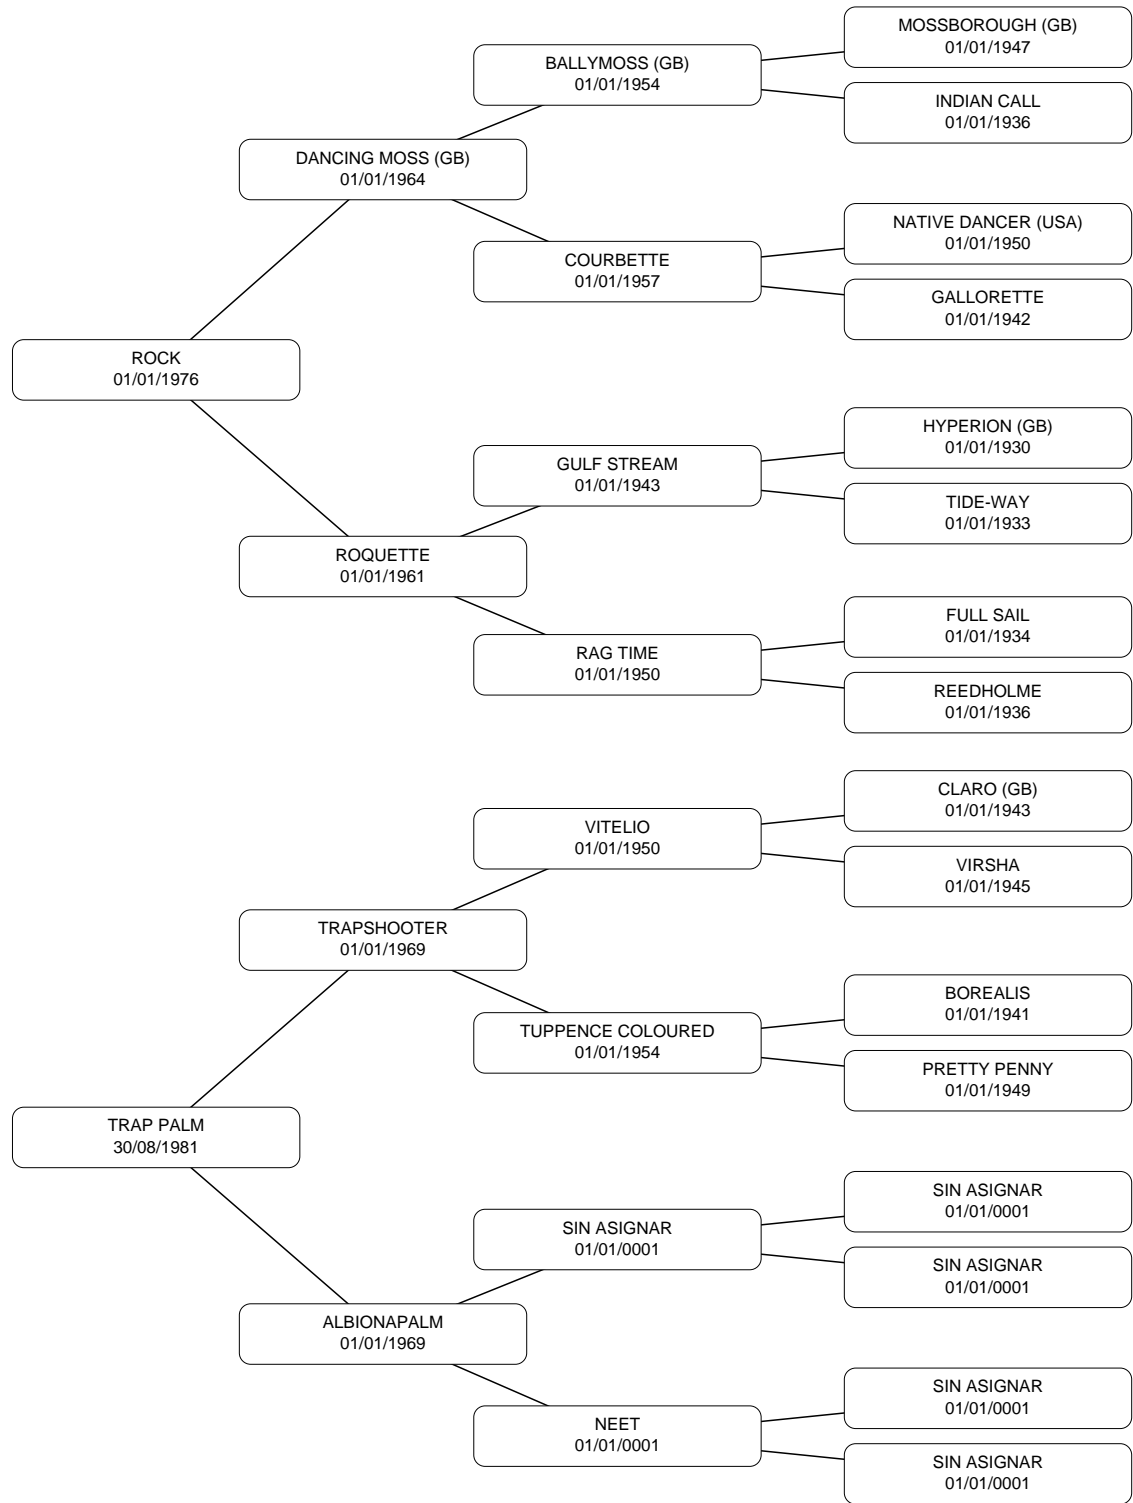 MOSSBOROUGH (GB)
01/01/1947
BALLYMOSS (GB)
01/01/1954
INDIAN CALL
01/01/1936
DANCING MOSS (GB)
01/01/1964
NATIVE DANCER (USA)
01/01/1950
COURBETTE
01/01/1957
GALLORETTE
01/01/1942
ROCK
01/01/1976
HYPERION (GB)
01/01/1930
GULF STREAM
01/01/1943
TIDE-WAY
01/01/1933
ROQUETTE
01/01/1961
FULL SAIL
01/01/1934
RAG TIME
01/01/1950
REEDHOLME
01/01/1936
CLARO (GB)
01/01/1943
VITELIO
01/01/1950
VIRSHA
01/01/1945
TRAPSHOOTER
01/01/1969
BOREALIS
01/01/1941
TUPPENCE COLOURED
01/01/1954
PRETTY PENNY
01/01/1949
TRAP PALM
30/08/1981
SIN ASIGNAR
01/01/0001
SIN ASIGNAR
01/01/0001
SIN ASIGNAR
01/01/0001
ALBIONAPALM
01/01/1969
SIN ASIGNAR
01/01/0001
NEET
01/01/0001
SIN ASIGNAR
01/01/0001